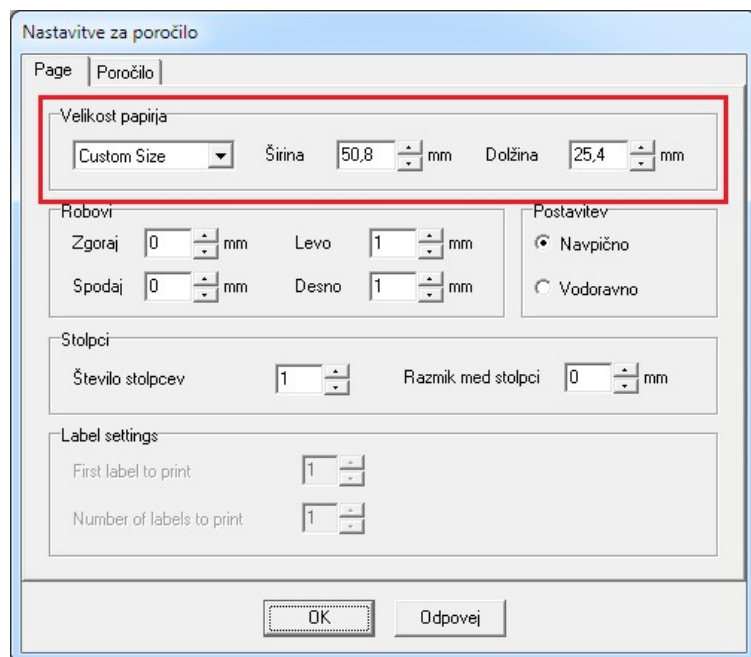 Nastavitve za poročilo
Page Poročilo
Velikost papirja
Custom Size Širina 50,8 mm Dolžina 25,4 mm
Robovi Postavitev
Zgoraj 0 mm Levo 1 mm Navpično
Spodaj 0 mm Desno 1 mm Vodoravno
Stolpci
Število stolpcev 1 Razmik med stolpci 0 mm
Label settings
First label to print 1
Number of labels to print 1
OK Odpovej